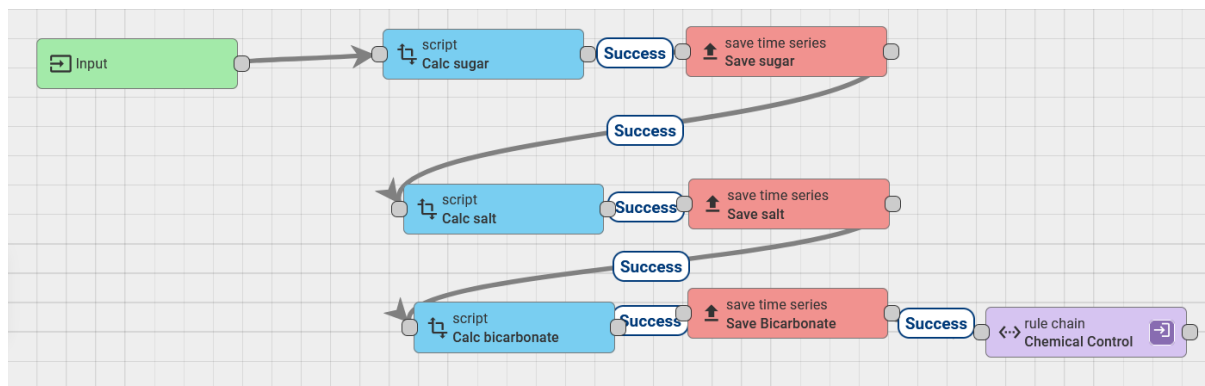 Input
script
Calc sugar
Success
save time series
Save sugar
Success
script
Calc salt
Success
save time series
Save salt
Success
script
Calc bicarbonate
Success
save time series
Save Bicarbonate
Success
rule chain
Chemical Control